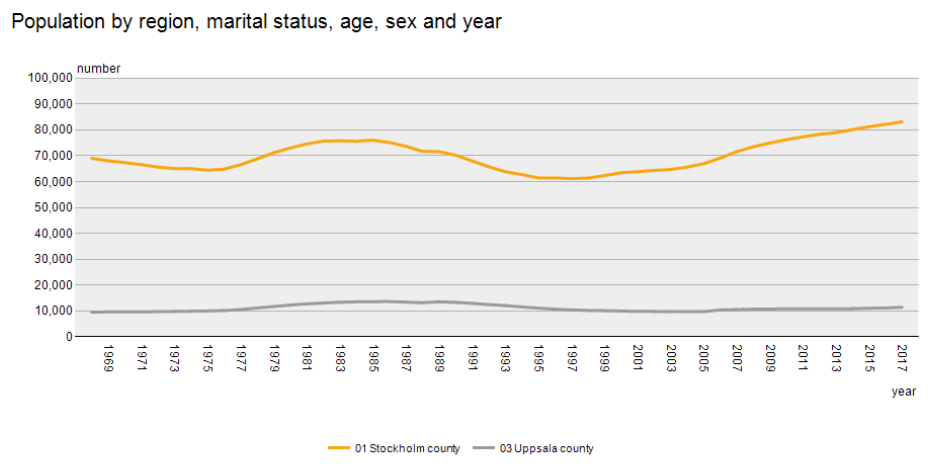 Population by region, marital status, age, sex and year
number
100,000
90,000
80,000
70,000
60,000
50,000
40,000
30,000
20,000
10,000
0
1969 1971 1973 1975 1977 1979 1981 1983 1985 1987 1989 1991 1993 1995 1997 1999 2001 2003 2005 2007 2009 2011 2013 2015 2017
year
01 Stockholm county 03 Uppsala county